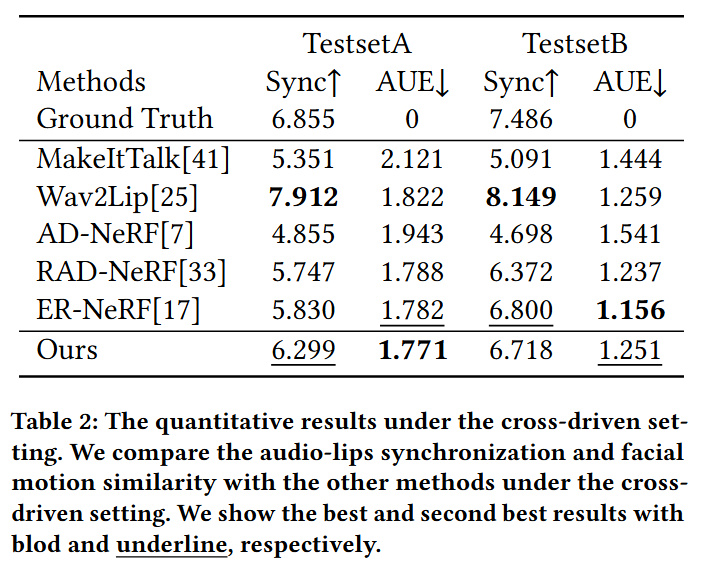 TestsetA TestsetB
Methods Sync↑ AUE↓ Sync↑ AUE↓
Ground Truth 6.855 0 7.486 0
MakeItTalk[41] 5.351 2.121 5.091 1.444
Wav2Lip[25] 7.912 1.822 8.149 1.259
AD-NeRF[7] 4.855 1.943 4.698 1.541
RAD-NeRF[33] 5.747 1.788 6.372 1.237
ER-NeRF[17] 5.830 1.782 6.800 1.156
Ours 6.299 1.771 6.718 1.251
Table 2: The quantitative results under the cross-driven set-
ting. We compare the audio-lips synchronization and facial
motion similarity with the other methods under the cross-
driven setting. We show the best and second best results with
blod and underline, respectively.